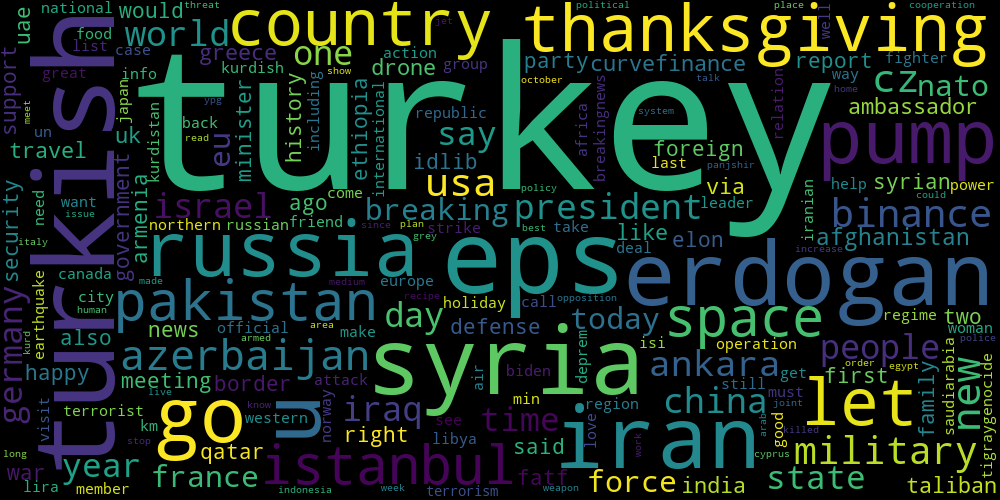 threat
political
place
cooperation
uae
national
would
country
thanksgiving
jet
well
food
world
one
party
curvefinance
report
way
fighter
list
case
greece
action
group
drone
cz
nato
great
info
kurdish
show
october
talk
home
support
meet
japan
ypg
history
including
minister
ethiopia
international
republic
system
ambassador
un
uk
back
read
eu
say
africa
breakingnews
foreign
relation
pump
travel
kurdistan
idlib
last
panjshir
turkey
turkish
need
want
come
usa
policy
via
help
syrian
power
issue
armenia
israel
ago
breaking
president
leader
iranian
could
binance
government
northern
russian
friend
since
plan
strike
best
take
like
elon
afghanistan
italy
security
russia
grey
eps
deal
increase
canada
europe
erdogan
germany
earthquake
city
human
made
pakistan
medium
recipe
holiday
call
opposition
regime
two
also
news
official
area
make
day
defense
today
space
woman
kurd
azerbaijan
armed
syria
deprem
isi
operation
people
order
police
egypt
happy
meeting
border
attack
air
biden
ankara
first
saudiarabia
tigraygenocide
terrorist
live
min
region
still
get
new
visit
go
know
western
norway
iraq
time
see
love
china
must
joint
let
family
km
u
right
libya
said
iran
work
arab
good
killed
cyprus
military
long
stop
qatar
war
year
france
istanbul
fatf
force
india
state
taliban
lira
member
indonesia
week
terrorism
weapon